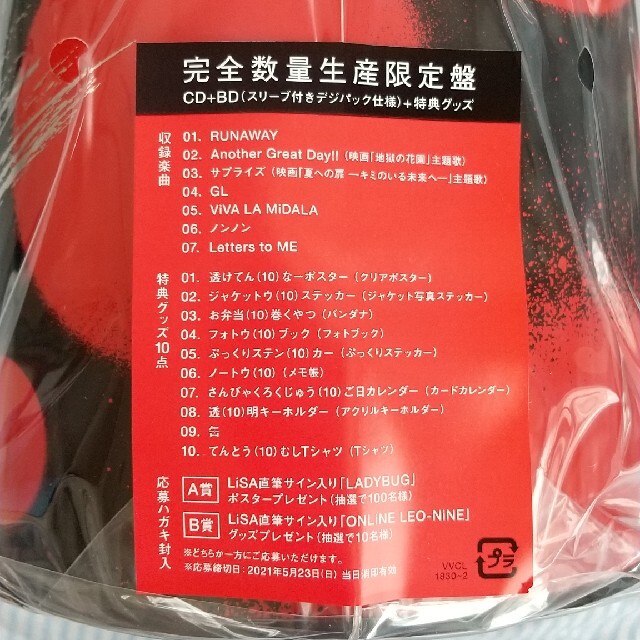 完全数量生産限定盤
CD+BD(スリーブ付きデジパック仕様)+特典グッズ
収録楽曲
01. RUNAWAY
02. Another Great Day!! (映画「地獄の花園」主題歌)
03. サプライズ (映画「夏への扉 ーキミのいる未来へー」主題歌)
04. GL
05. ViVA LA MiDALA
06. ノンノン
07. Letters to ME
特典グッズ10点
01. 透けてん(10)なーポスター (クリアポスター)
02. ジャケットウ(10)ステッカー (ジャケット写真ステッカー)
03. お弁当(10)巻くやつ (バンダナ)
04. フォトウ(10)ブック (フォトブック)
05. ぷっくりステン(10)カー (ぷっくりステッカー)
06. ノートウ(10) (メモ帳)
07. さんびゃくろくじゅう(10)ご日カレンダー (カードカレンダー)
08. 透(10)明キーホルダー (アクリルキーホルダー)
09. 缶
10. てんとう(10)むしTシャツ (Tシャツ)
応募ハガキ封入
A賞 LiSA直筆サイン入り「LADYBUG」
ポスタープレゼント(抽選で100名様)
B賞 LiSA直筆サイン入り「ONLiNE LEO-NiNE」
グッズプレゼント(抽選で10名様)
※どちらか一方にご応募いただけます。
※応募締切日:2021年5月23日(日) 当日消印有効
VVCL
1830~2
プラ